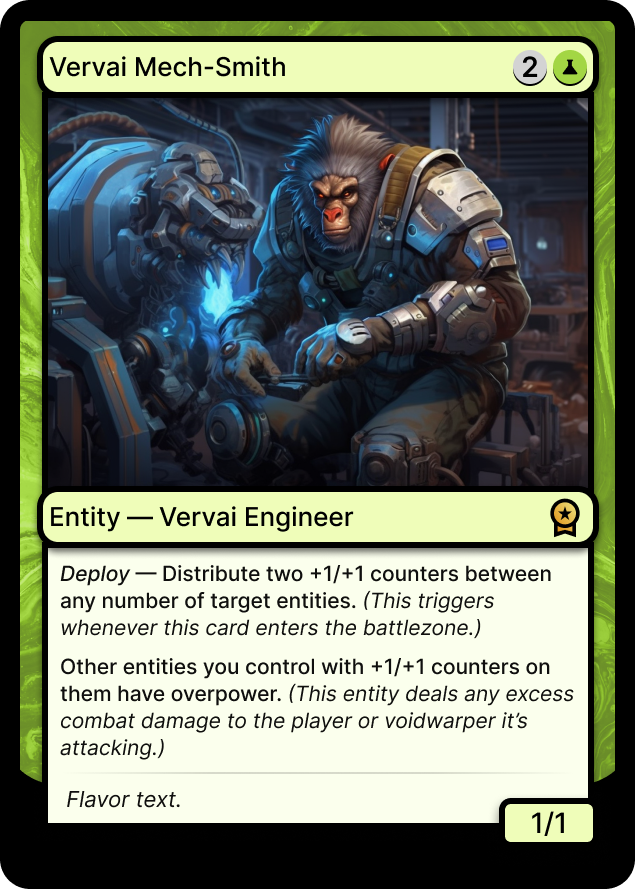 Vervai Mech-Smith 2
Entity — Vervai Engineer
Deploy — Distribute two +1/+1 counters between
any number of target entities. (This triggers
whenever this card enters the battlezone.)
Other entities you control with +1/+1 counters on
them have overpower. (This entity deals any excess
combat damage to the player or voidwarper it’s
attacking.)
Flavor text.
1/1